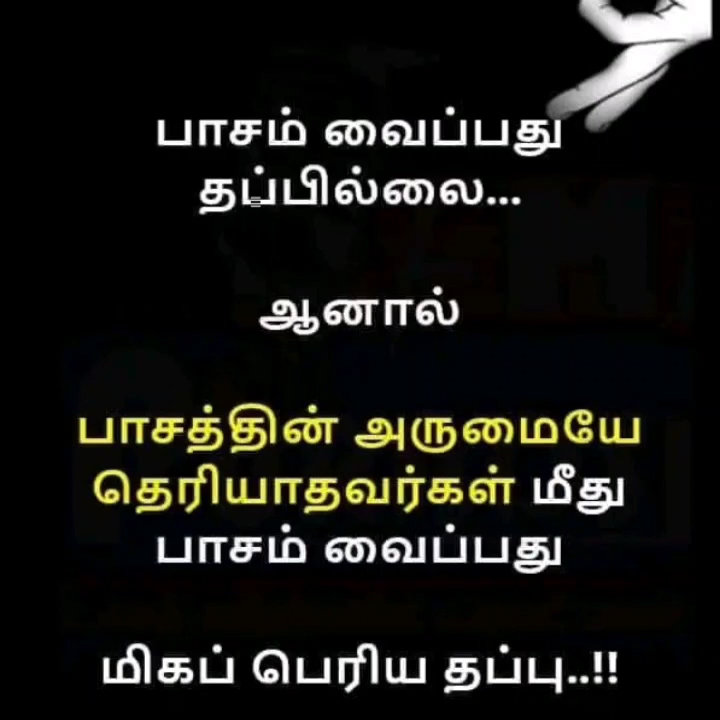 பாசம் வைப்பது
தப்பில்லை...
ஆனால்
பாசத்தின் அருமையே
தெரியாதவர்கள் மீது
பாசம் வைப்பது
மிகப் பெரிய தப்பு..!!